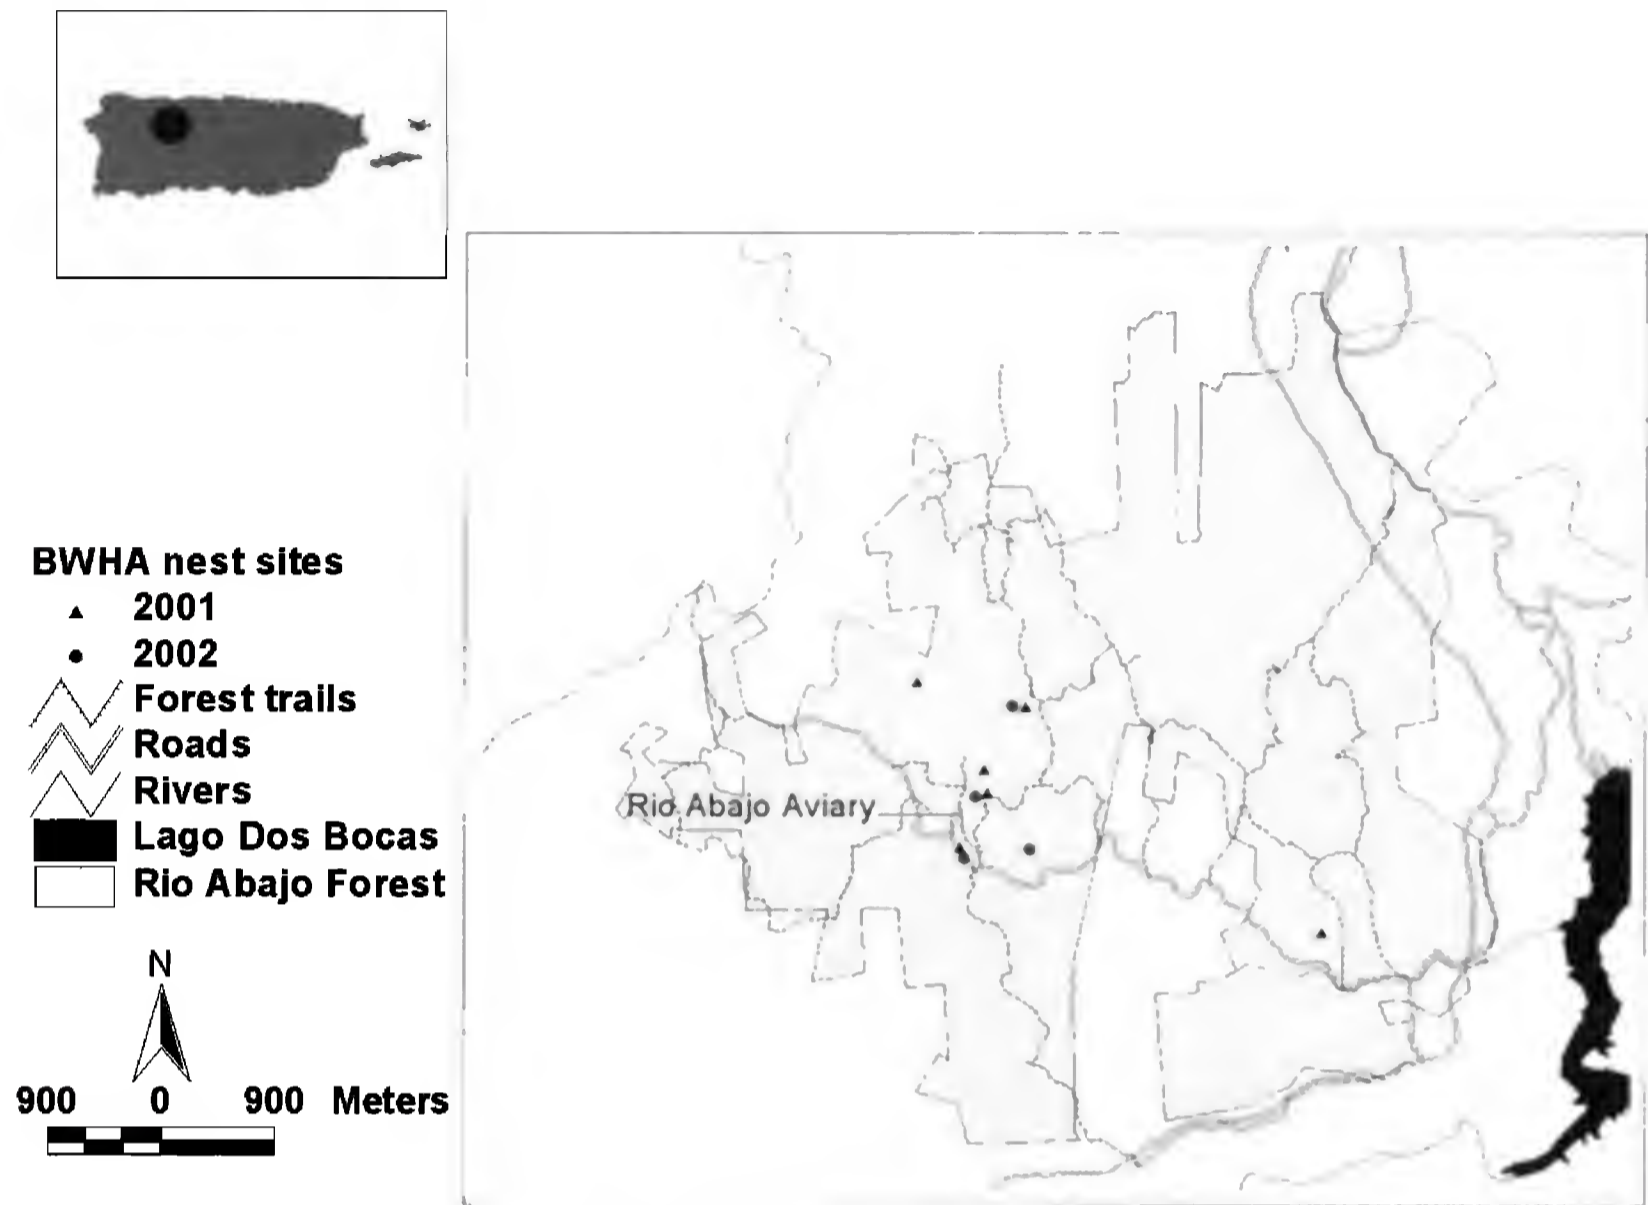 BWHA nest sites
2001
2002
Forest trails
Roads
Rivers
Lago Dos Bocas
Rio Abajo Forest
N
900 0 900 Meters
Rio Abajo Aviary